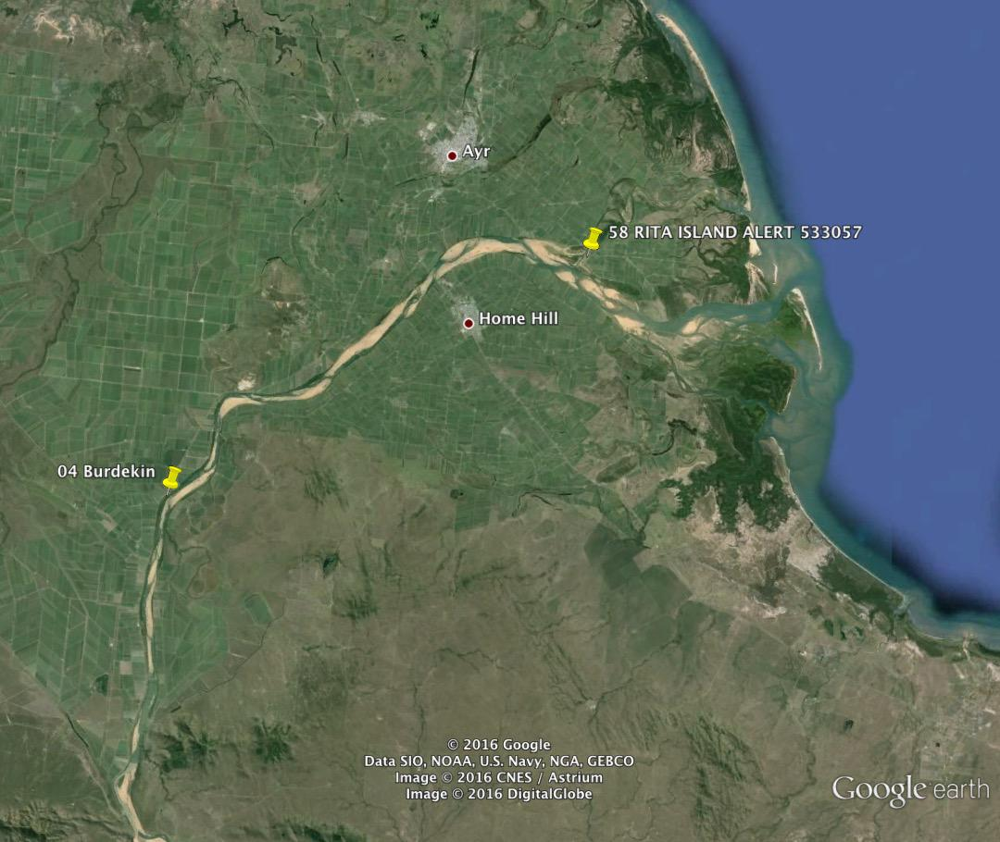 Ayr
58 RITA ISLAND ALERT 533057
Home Hill
04 Burdekin
© 2016 Google
Data SIO, NOAA, U.S. Navy, NGA, GEBCO
Image © 2016 CNES / Astrium
Image © 2016 DigitalGlobe
Google earth